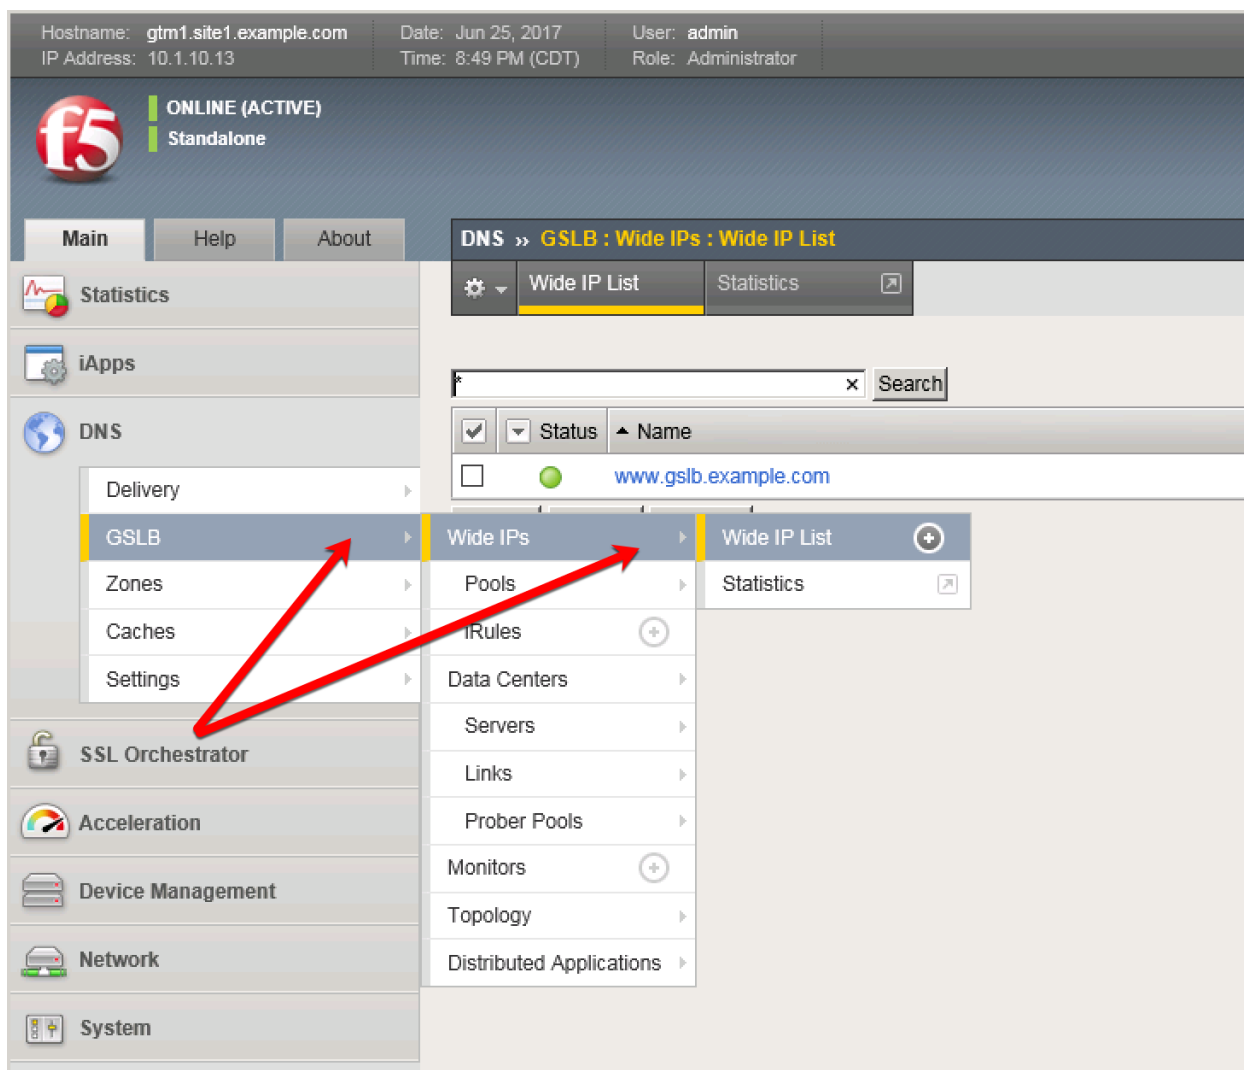 Hostname: gtm1.site1.example.com Date: Jun 25, 2017 User: admin
IP Address: 10.1.10.13 Time: 8:49 PM (CDT) Role: Administrator
f5
ONLINE (ACTIVE)
Standalone
Main Help About
DNS ›› GSLB : Wide IPs : Wide IP List
Wide IP List Statistics
Statistics
iApps
* × Search
DNS
Status Name
www.gslb.example.com
Delivery
GSLB
Zones
Caches
Settings
Wide IPs
Pools
iRules
Data Centers
Servers
Links
Prober Pools
Monitors
Topology
Distributed Applications
Wide IP List
Statistics
SSL Orchestrator
Acceleration
Device Management
Network
System